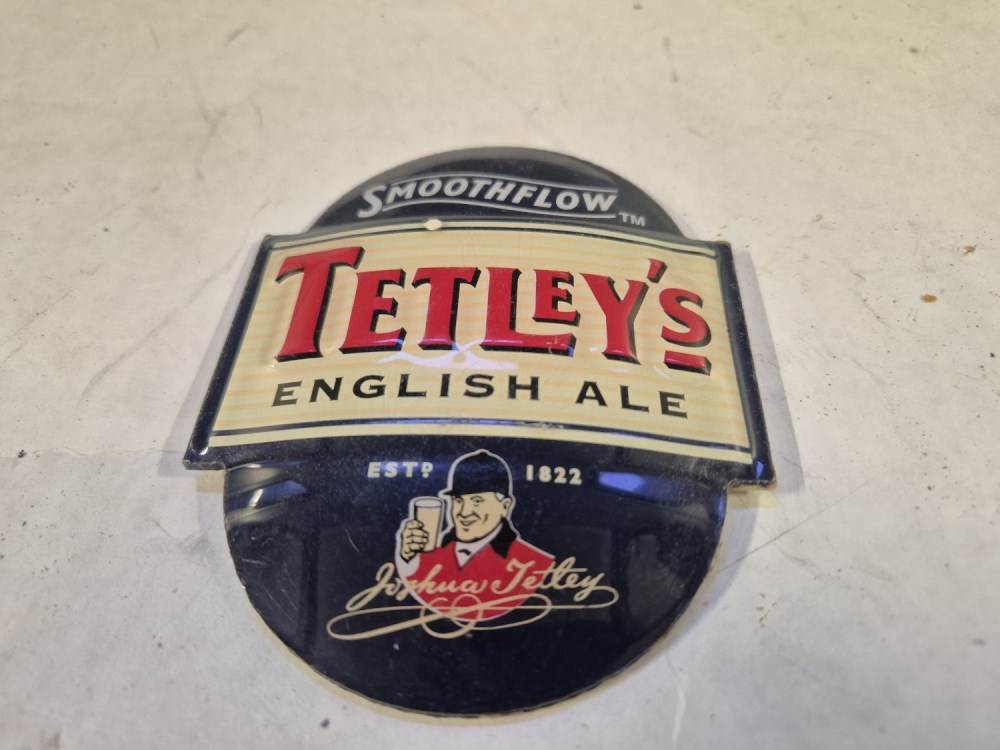 SMOOTHFLOW™
TETLEY'S
ENGLISH ALE
ESTD 1822
Joshua Tetley